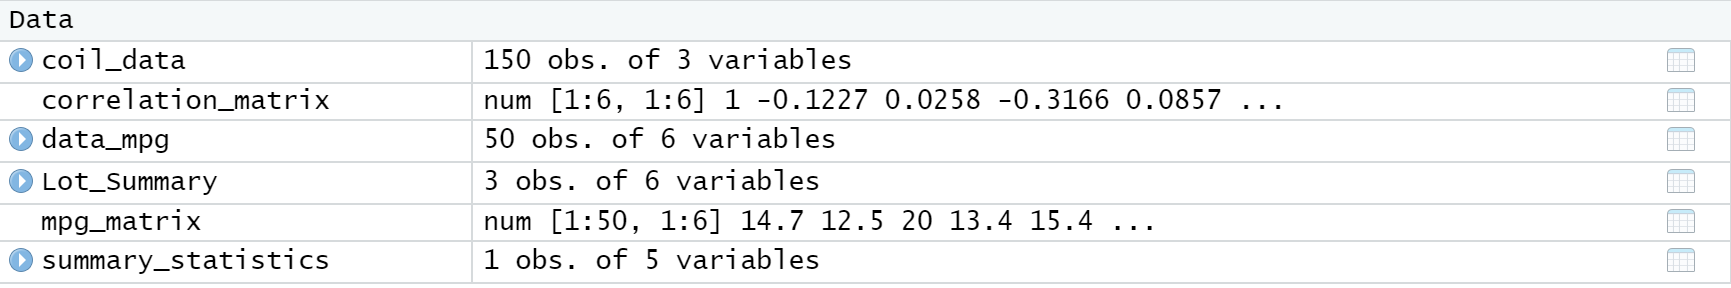 Data
coil_data 150 obs. of 3 variables
correlation_matrix num [1:6, 1:6] 1 -0.1227 0.0258 -0.3166 0.0857 ...
data_mpg 50 obs. of 6 variables
Lot_Summary 3 obs. of 6 variables
mpg_matrix num [1:50, 1:6] 14.7 12.5 20 13.4 15.4 ...
summary_statistics 1 obs. of 5 variables